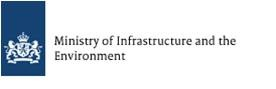 Ministry of Infrastructure and the
Environment